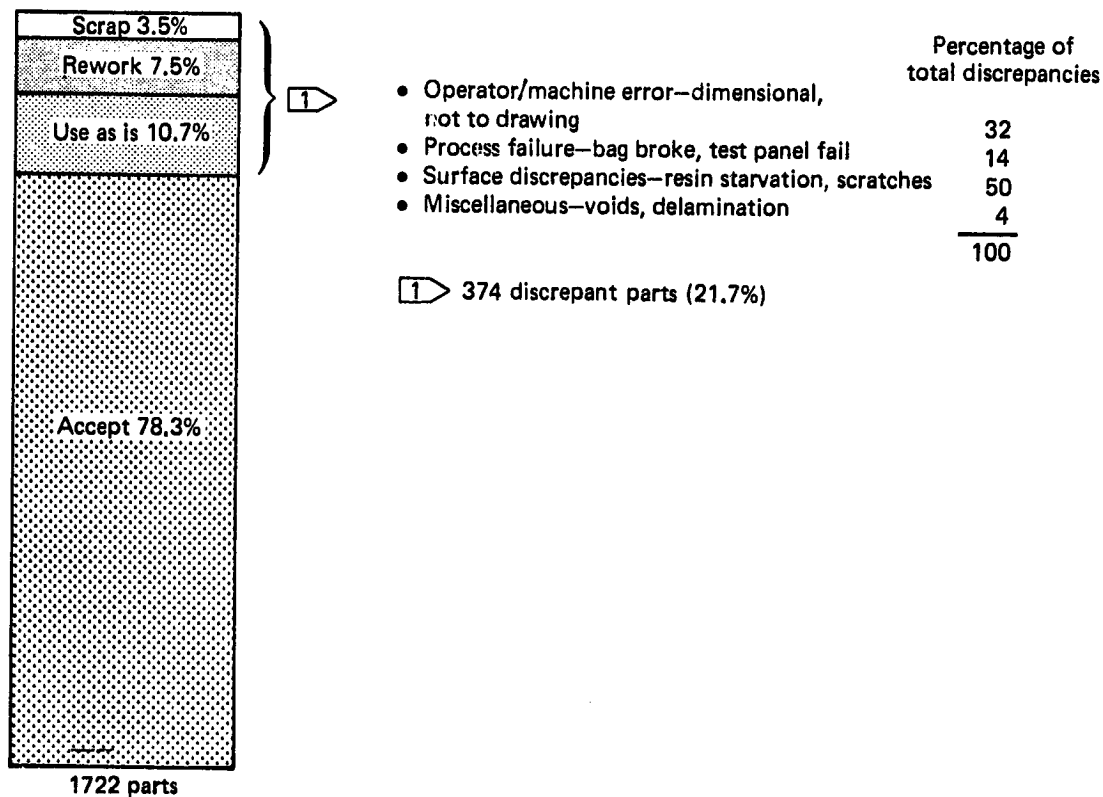 Scrap 3.5%
Rework 7.5%
Use as is 10.7%
Accept 78.3%
1722 parts
1
Percentage of
total discrepancies
• Operator/machine error—dimensional,
not to drawing 32
• Process failure—bag broke, test panel fail 14
• Surface discrepancies—resin starvation, scratches 50
• Miscellaneous—voids, delamination 4
100
1 374 discrepant parts (21.7%)